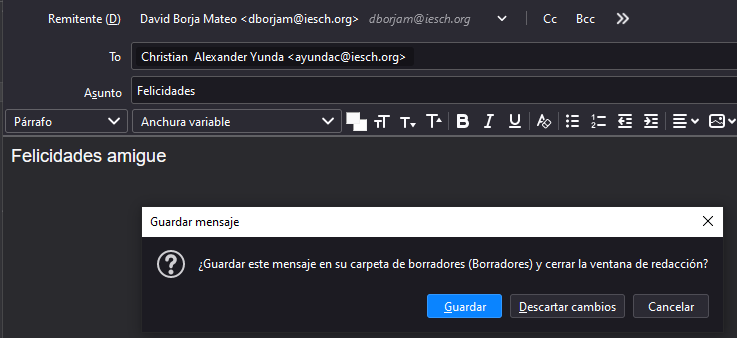 Remitente (D) David Borja Mateo <dborjam@iesch.org> dborjam@iesch.org Cc Bcc
To Christian Alexander Yunda <ayundac@iesch.org>
Asunto Felicidades
Párrafo Anchura variable
Felicidades amigue
Guardar mensaje
¿Guardar este mensaje en su carpeta de borradores (Borradores) y cerrar la ventana de redacción?
Guardar Descartar cambios Cancelar